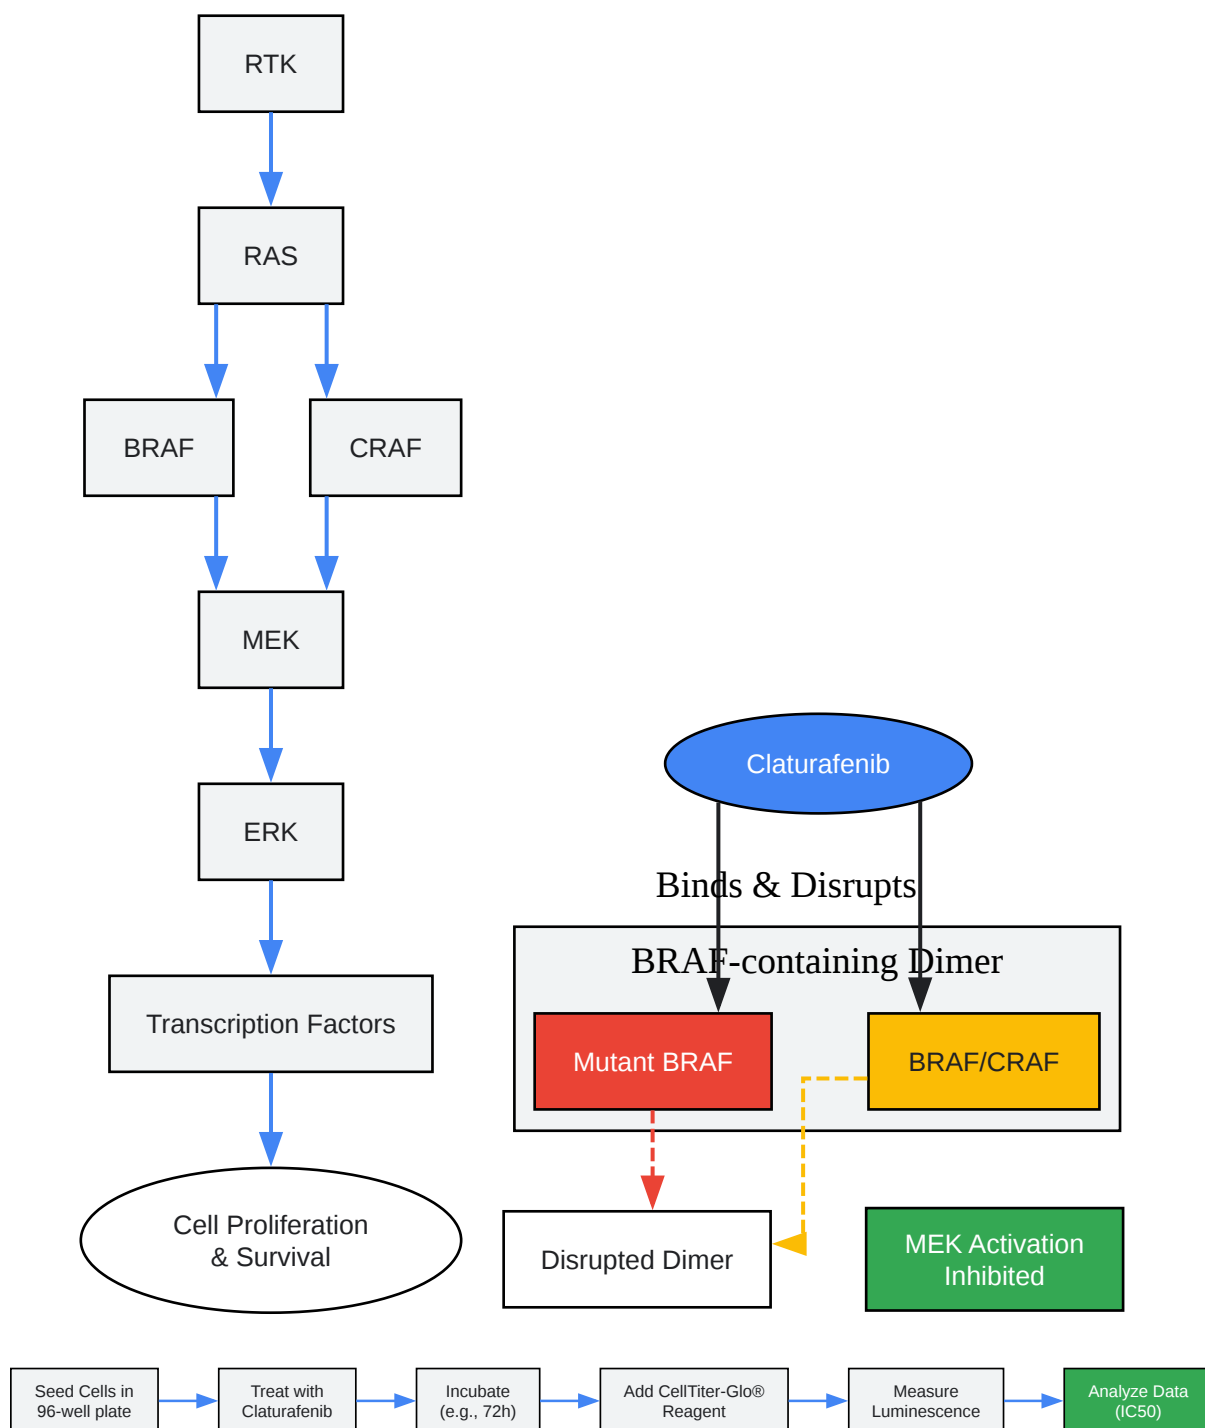 RTK
RAS
BRAF
CRAF
MEK
ERK
Transcription Factors
Cell Proliferation
& Survival
Claturafenib
Binds & Disrupts
BRAF-containing Dimer
Mutant BRAF
BRAF/CRAF
Disrupted Dimer
MEK Activation
Inhibited
Seed Cells in
96-well plate
Treat with
Claturafenib
Incubate
(e.g., 72h)
Add CellTiter-Glo®
Reagent
Measure
Luminescence
Analyze Data
(IC50)